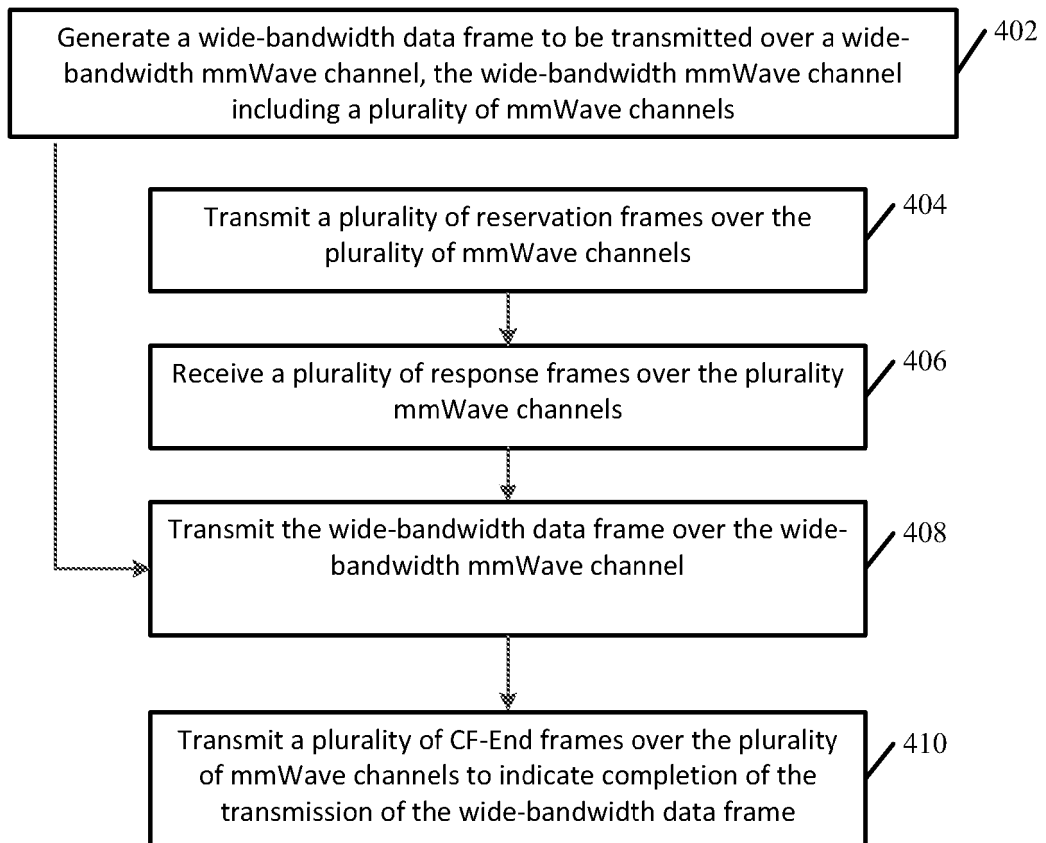 Generate a wide-bandwidth data frame to be transmitted over a wide-
bandwidth mmWave channel, the wide-bandwidth mmWave channel
including a plurality of mmWave channels
402
Transmit a plurality of reservation frames over the
plurality of mmWave channels
404
Receive a plurality of response frames over the plurality
mmWave channels
406
Transmit the wide-bandwidth data frame over the wide-
bandwidth mmWave channel
408
Transmit a plurality of CF-End frames over the plurality
of mmWave channels to indicate completion of the
transmission of the wide-bandwidth data frame
410